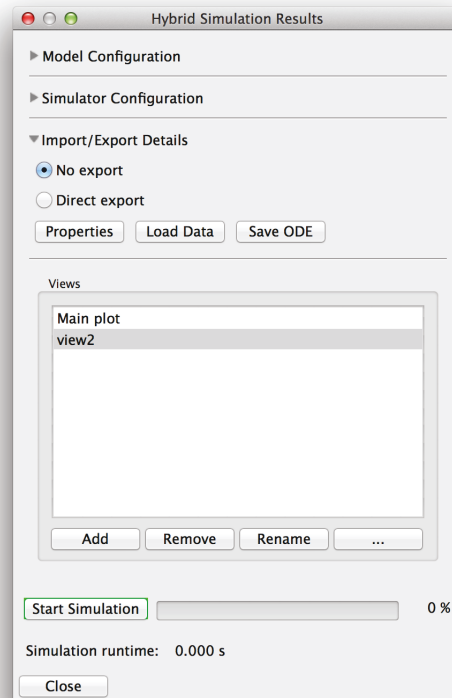 Hybrid Simulation Results
Model Configuration
Simulator Configuration
Import/Export Details
No export
Direct export
Properties Load Data Save ODE
Views
Main plot
view2
Add Remove Rename ...
Start Simulation 0 %
Simulation runtime: 0.000 s
Close